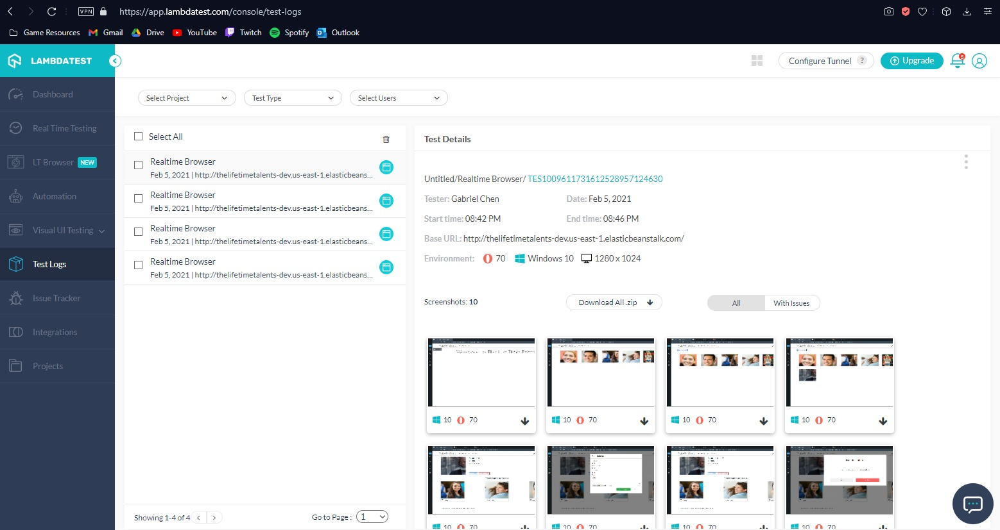 VPN https://app.lambdatest.com/console/test-logs
Game Resources Gmail Drive YouTube Twitch Spotify Outlook
LAMBDATEST
Configure Tunnel ? Upgrade 6
Dashboard
Real Time Testing
LT Browser NEW
Automation
Visual UI Testing
Test Logs
Issue Tracker
Integrations
Projects
Select Project Test Type Select Users
Select All
Realtime Browser
Feb 5, 2021 | http://thelifetimetalents-dev.us-east-1.elasticbeans...
Realtime Browser
Feb 5, 2021 | http://thelifetimetalents-dev.us-east-1.elasticbeans...
Realtime Browser
Feb 5, 2021 | http://thelifetimetalents-dev.us-east-1.elasticbeans...
Realtime Browser
Feb 5, 2021 | http://thelifetimetalents-dev.us-east-1.elasticbeans...
Showing 1-4 of 4 Go to Page : 1
Test Details
Untitled/Realtime Browser/ TES1009611731612528957124630
Tester: Gabriel Chen Date: Feb 5, 2021
Start time: 08:42 PM End time: 08:46 PM
Base URL: http://thelifetimetalents-dev.us-east-1.elasticbeanstalk.com/
Environment: 70 Windows 10 1280 x 1024
Screenshots: 10 Download All .zip All With Issues
10 70 10 70 10 70 10 70
10 70 10 70 10 70 10 70